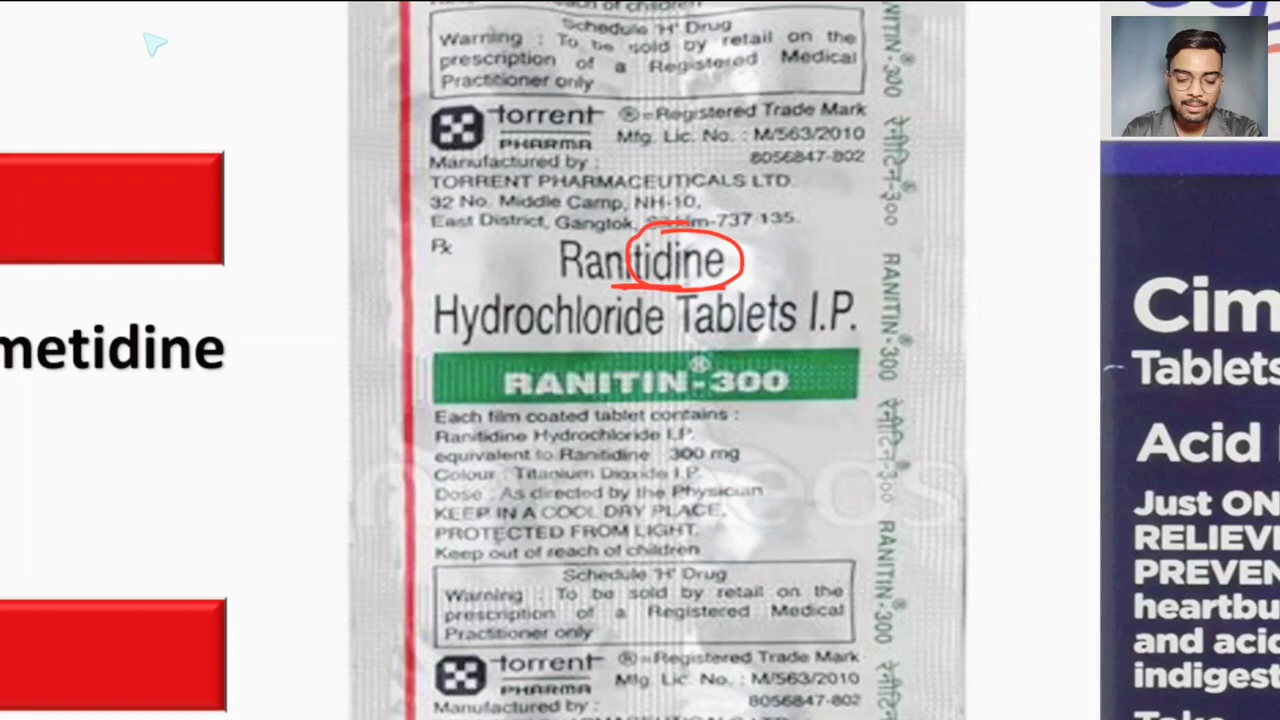 Schedule 'H' Drug
Warning : To be sold by retail on the
prescription of a Registered Medical
Practitioner only
torrent
PHARMA
®=Registered Trade Mark
Mfg. Lic. No. : M/563/2010
8056847-802
Manufactured by :
TORRENT PHARMACEUTICALS LTD.
32 No. Middle Camp, NH-10,
East District, Gangtok, 737 135.
Rx
Ranitidine
Hydrochloride Tablets I.P.
RANITIN®-300
Each film coated tablet contains :
Ranitidine Hydrochloride I.P.
equivalent to Ranitidine 300 mg
Colour : Titanium Dioxide I.P.
Dose : As directed by the Physician
KEEP IN A COOL DRY PLACE.
PROTECTED FROM LIGHT.
Keep out of reach of children
Schedule 'H' Drug
Warning : To be sold by retail on the
prescription of a Registered Medical
Practitioner only
torrent
PHARMA
®=Registered Trade Mark
Mfg. Lic. No. : M/563/2010
8056847-802
Manufactured by :
RANITIN®-300
RANITIN®-300
metidine
Cim
Tablets
Acid
Just ON
RELIEV
PREVEN
heartbu
and acid
indigest